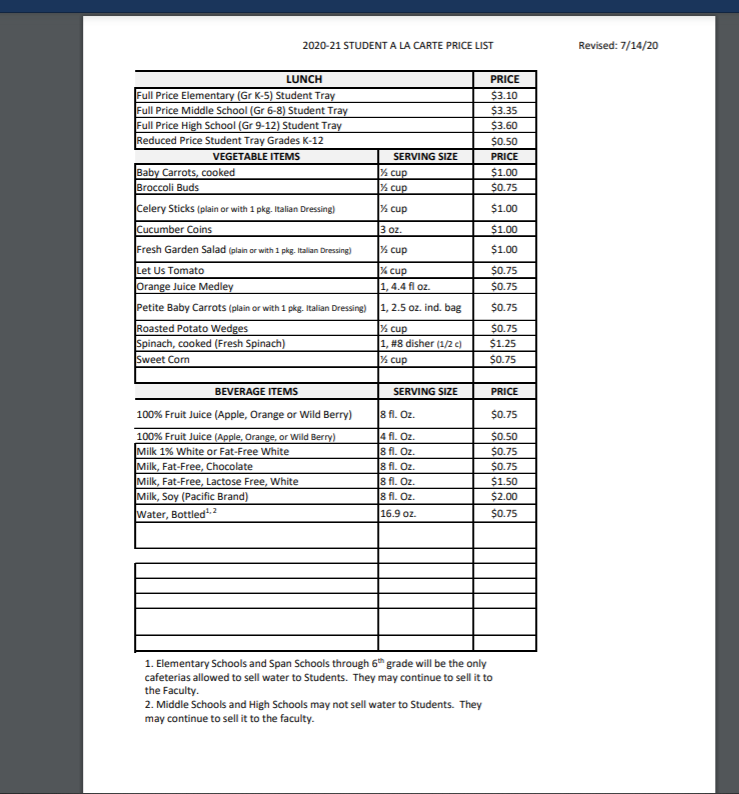 2020-21 STUDENT A LA CARTE PRICE LIST Revised: 7/14/20
LUNCH PRICE
Full Price Elementary (Gr K-5) Student Tray $3.10
Full Price Middle School (Gr 6-8) Student Tray $3.35
Full Price High School (Gr 9-12) Student Tray $3.60
Reduced Price Student Tray Grades K-12 $0.50
VEGETABLE ITEMS SERVING SIZE PRICE
Baby Carrots, cooked ½ cup $1.00
Broccoli Buds ½ cup $0.75
Celery Sticks (plain or with 1 pkg. Italian Dressing) ½ cup $1.00
Cucumber Coins 3 oz. $1.00
Fresh Garden Salad (plain or with 1 pkg. Italian Dressing) ½ cup $1.00
Let Us Tomato ¼ cup $0.75
Orange Juice Medley 1, 4.4 fl oz. $0.75
Petite Baby Carrots (plain or with 1 pkg. Italian Dressing) 1, 2.5 oz. ind. bag $0.75
Roasted Potato Wedges ½ cup $0.75
Spinach, cooked (Fresh Spinach) 1, #8 disher (1/2 c) $1.25
Sweet Corn ½ cup $0.75
BEVERAGE ITEMS SERVING SIZE PRICE
100% Fruit Juice (Apple, Orange or Wild Berry) 8 fl. Oz. $0.75
100% Fruit Juice (Apple, Orange, or Wild Berry) 4 fl. Oz. $0.50
Milk 1% White or Fat-Free White 8 fl. Oz. $0.75
Milk, Fat-Free, Chocolate 8 fl. Oz. $0.75
Milk, Fat-Free, Lactose Free, White 8 fl. Oz. $1.50
Milk, Soy (Pacific Brand) 8 fl. Oz. $2.00
Water, Bottled1,2 16.9 oz. $0.75
1. Elementary Schools and Span Schools through 6th grade will be the only
cafeterias allowed to sell water to Students. They may continue to sell it to
the Faculty.
2. Middle Schools and High Schools may not sell water to Students. They
may continue to sell it to the faculty.